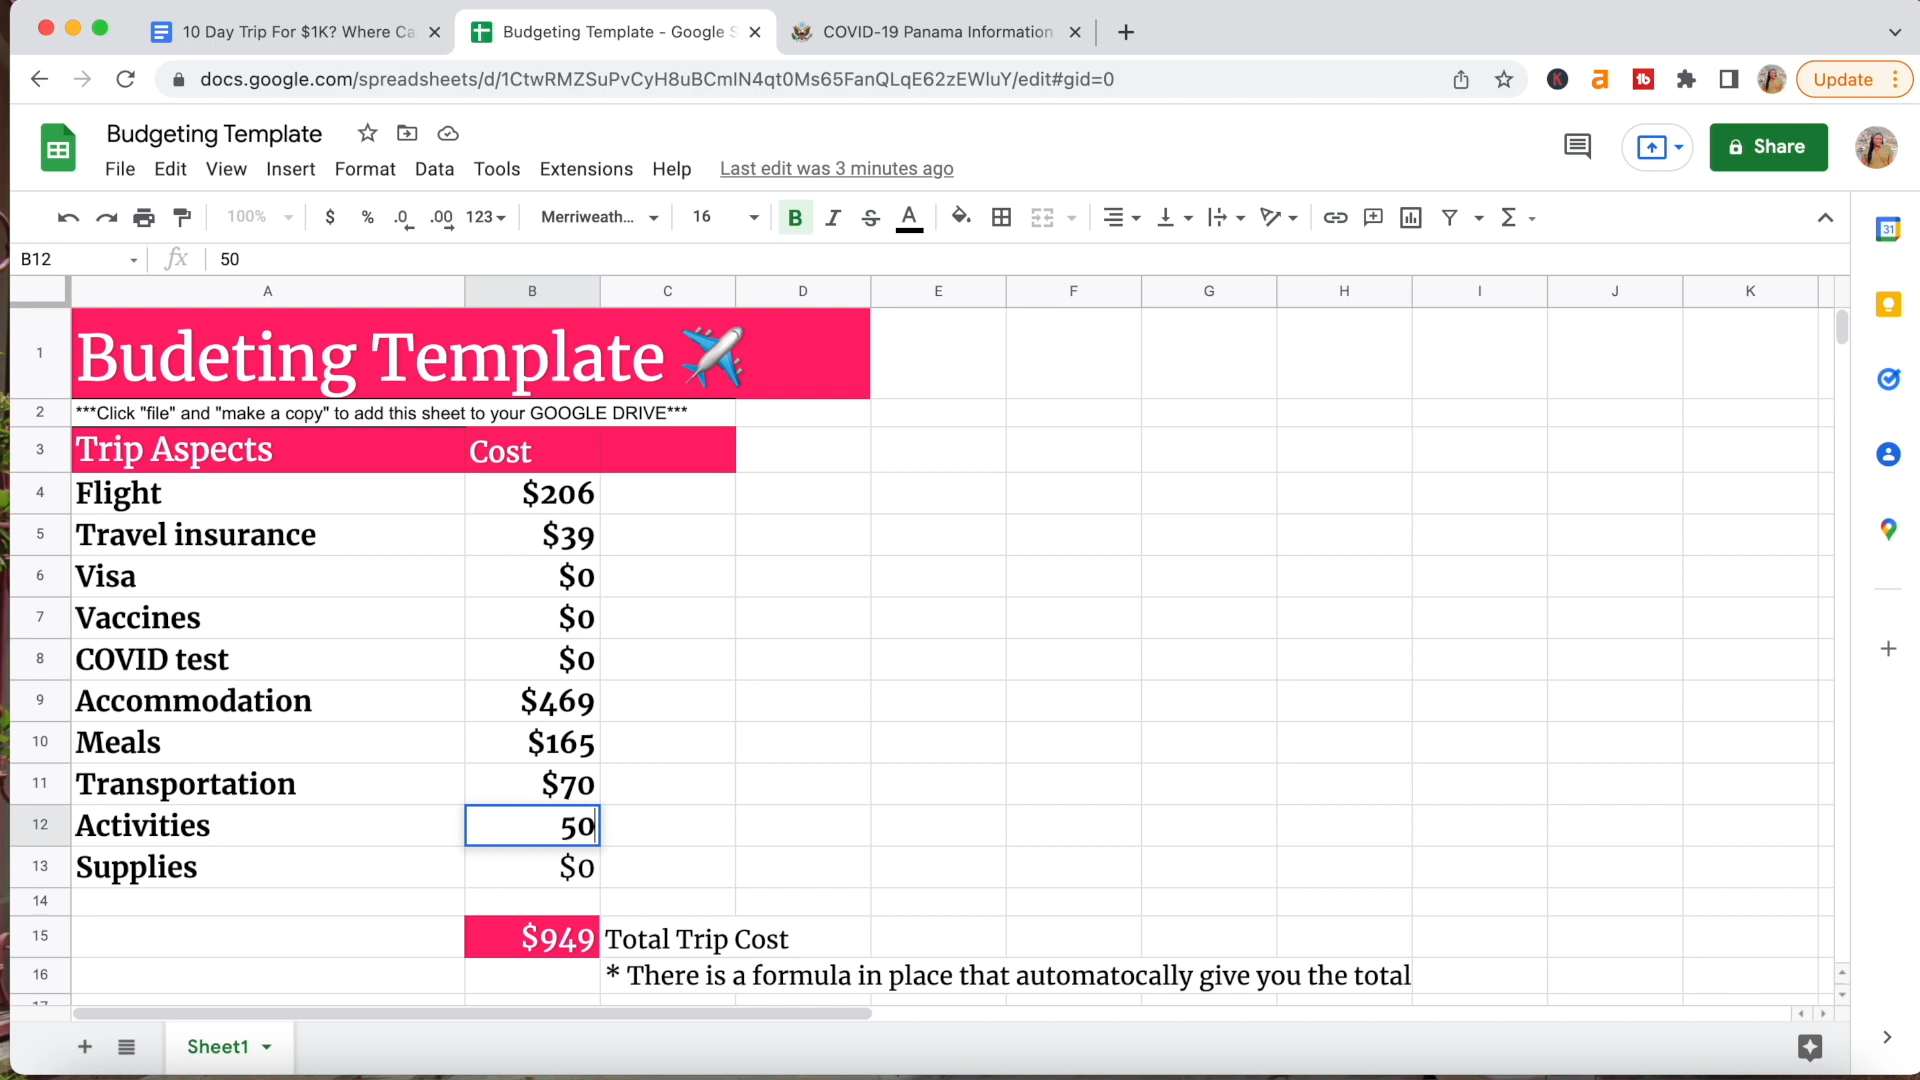 10 Day Trip For $1K? Where Ca
Budgeting Template - Google S
COVID-19 Panama Information
docs.google.com/spreadsheets/d/1CtwRMZSuPvCyH8uBCmIN4qt0Ms65FanQLqE62zEWluY/edit#gid=0
Update
Budgeting Template
Share
File Edit View Insert Format Data Tools Extensions Help Last edit was 3 minutes ago
100% $ % .0 .00 123 Merriweath... 16 B I S A Σ
31
B12 fx 50
A B C D E F G H I J K
1 Budeting Template
2 ***Click "file" and "make a copy" to add this sheet to your GOOGLE DRIVE***
3 Trip Aspects Cost
4 Flight $206
5 Travel insurance $39
6 Visa $0
7 Vaccines $0
8 COVID test $0
9 Accommodation $469
10 Meals $165
11 Transportation $70
12 Activities 50
13 Supplies $0
14
15 $949 Total Trip Cost
16 * There is a formula in place that automatocally give you the total
17
Sheet1